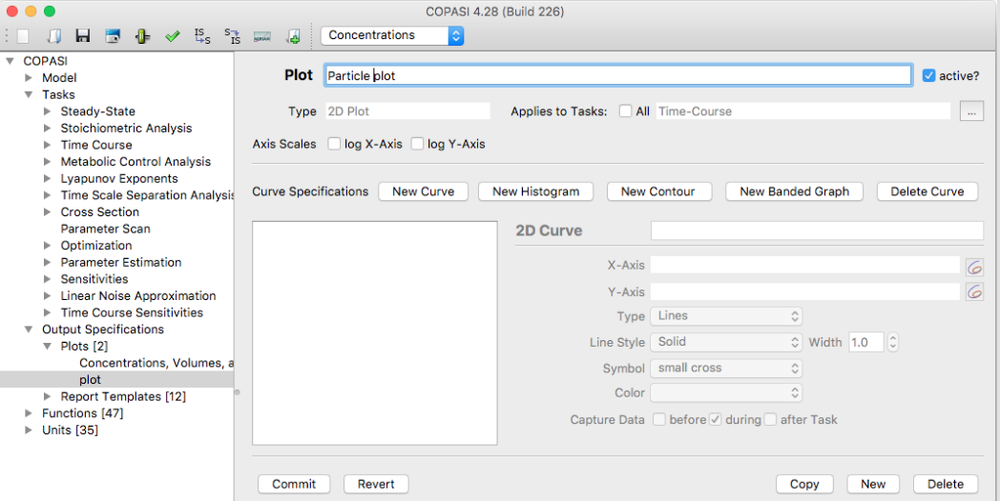 COPASI 4.28 (Build 226)
IS S Concentrations
S IS
COPASI
Model
Tasks
Steady-State
Stoichiometric Analysis
Time Course
Metabolic Control Analysis
Lyapunov Exponents
Time Scale Separation Analysis
Cross Section
Parameter Scan
Optimization
Parameter Estimation
Sensitivities
Linear Noise Approximation
Time Course Sensitivities
Output Specifications
Plots [2]
Concentrations, Volumes, a
plot
Report Templates [12]
Functions [47]
Units [35]
Plot Particle plot active?
Type 2D Plot Applies to Tasks: All Time-Course ...
Axis Scales log X-Axis log Y-Axis
Curve Specifications New Curve New Histogram New Contour New Banded Graph Delete Curve
2D Curve
X-Axis
Y-Axis
Type Lines
Line Style Solid Width 1.0
Symbol small cross
Color
Capture Data before during after Task
Commit Revert Copy New Delete